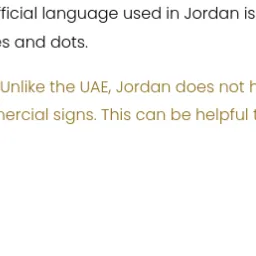 fficial language used in Jordan is
es and dots.
Unlike the UAE, Jordan does not h
nercial signs. This can be helpful t